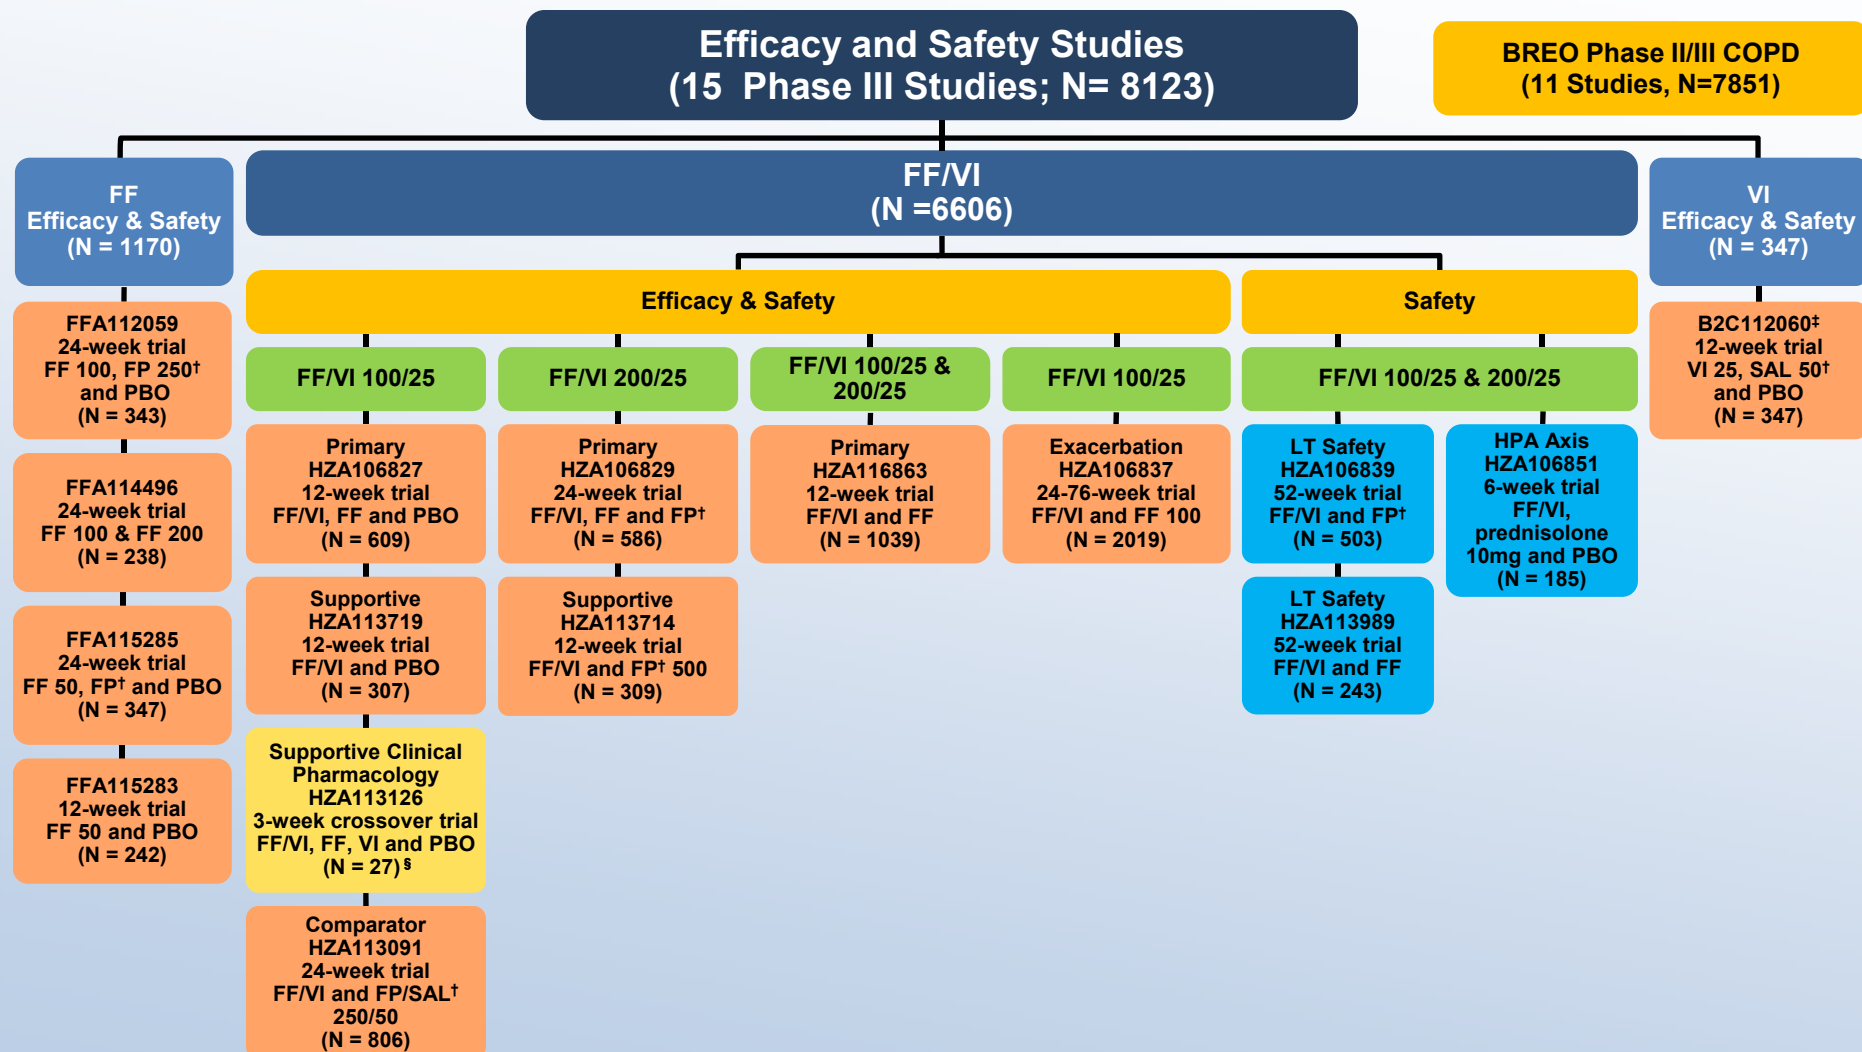 Efficacy and Safety Studies
(15 Phase III Studies; N= 8123)
BREO Phase II/III COPD
(11 Studies, N=7851)
FF
Efficacy & Safety
(N = 1170)
FF/VI
(N =6606)
VI
Efficacy & Safety
(N = 347)
Efficacy & Safety
Safety
FFA112059
24-week trial
FF 100, FP 250†
and PBO
(N = 343)
FFA114496
24-week trial
FF 100 & FF 200
(N = 238)
FFA115285
24-week trial
FF 50, FP† and PBO
(N = 347)
FFA115283
12-week trial
FF 50 and PBO
(N = 242)
FF/VI 100/25
Primary
HZA106827
12-week trial
FF/VI, FF and PBO
(N = 609)
Supportive
HZA113719
12-week trial
FF/VI and PBO
(N = 307)
Supportive Clinical
Pharmacology
HZA113126
3-week crossover trial
FF/VI, FF, VI and PBO
(N = 27)§
Comparator
HZA113091
24-week trial
FF/VI and FP/SAL†
250/50
(N = 806)
FF/VI 200/25
Primary
HZA106829
24-week trial
FF/VI, FF and FP†
(N = 586)
Supportive
HZA113714
12-week trial
FF/VI and FP† 500
(N = 309)
FF/VI 100/25 &
200/25
Primary
HZA116863
12-week trial
FF/VI and FF
(N = 1039)
FF/VI 100/25
Exacerbation
HZA106837
24-76-week trial
FF/VI and FF 100
(N = 2019)
FF/VI 100/25 & 200/25
LT Safety
HZA106839
52-week trial
FF/VI and FP†
(N = 503)
LT Safety
HZA113989
52-week trial
FF/VI and FF
(N = 243)
HPA Axis
HZA106851
6-week trial
FF/VI,
prednisolone
10mg and PBO
(N = 185)
B2C112060‡
12-week trial
VI 25, SAL 50†
and PBO
(N = 347)